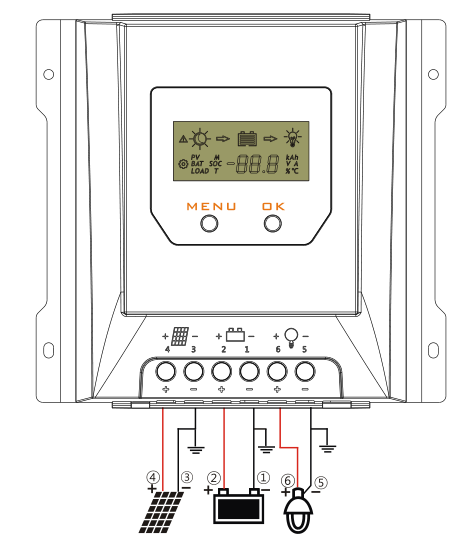 PV M kAh
BAT SOC -88.8 V A
LOAD T %℃
MENU OK
+ - + - + -
4 3 2 1 6 5
+ - + - + -
④ ③ ② ① ⑥ ⑤
+ - + - + -